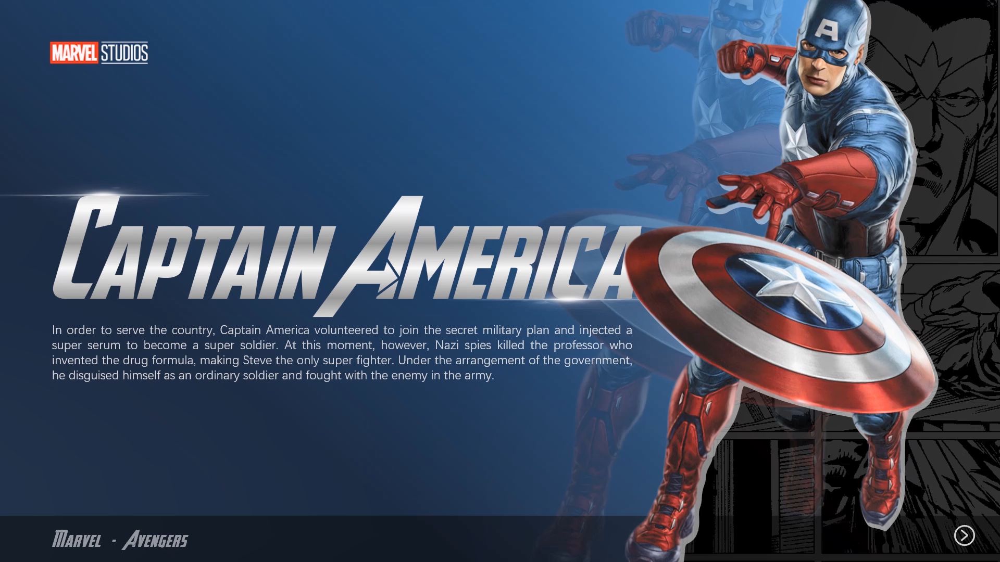 MARVEL STUDIOS
A
CAPTAIN AMERICA
In order to serve the country, Captain America volunteered to join the secret military plan and injected a
super serum to become a super soldier. At this moment, however, Nazi spies killed the professor who
invented the drug formula, making Steve the only super fighter. Under the arrangement of the government,
he disguised himself as an ordinary soldier and fought with the enemy in the army.
MARVEL - AVENGERS